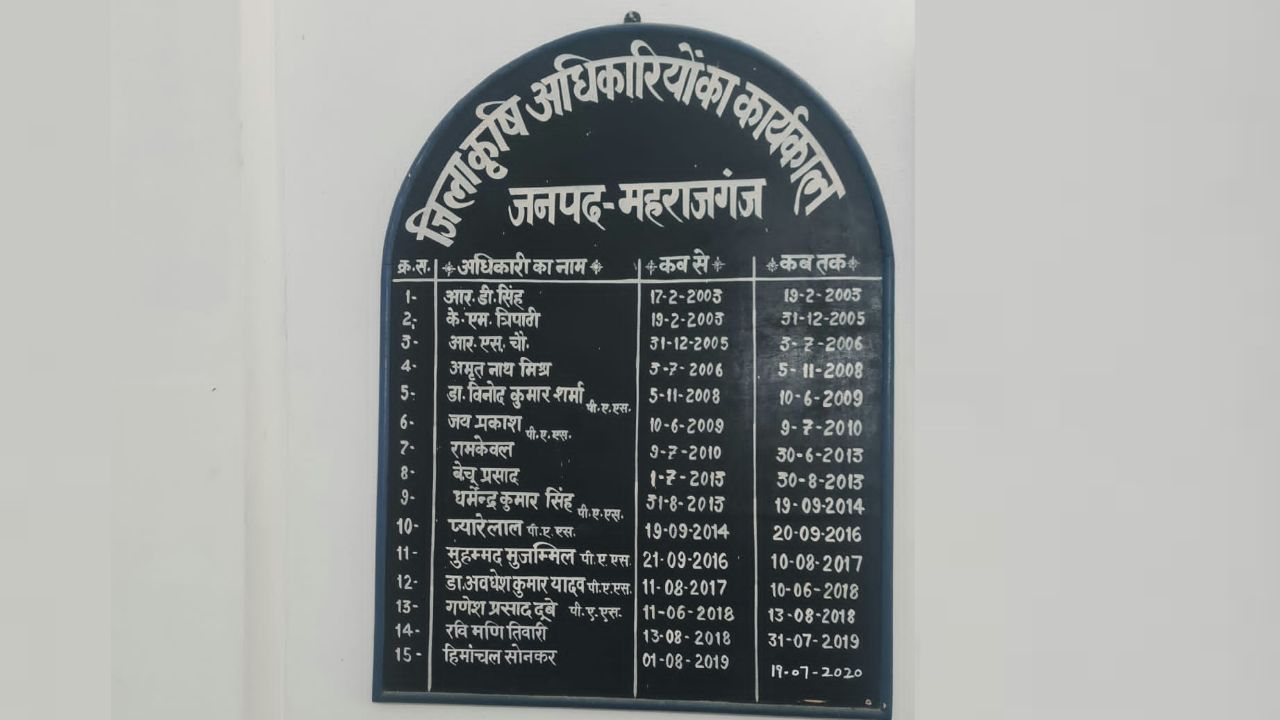 जिला कृषि अधिकारियों का कार्यकाल
जनपद-महराजगंज
क्र.स. अधिकारी का नाम कब से कब तक
1- आर. डी. सिंह 17-2-2003 19-2-2003
2- के. एम. त्रिपाठी 19-2-2003 31-12-2005
3- आर. एस. चौ. 31-12-2005 3-7-2006
4- अमृत नाथ मिश्र 3-7-2006 5-11-2008
5- डा. विनोद कुमार शर्मा पी.ए.एस. 5-11-2008 10-6-2009
6- जय प्रकाश पी.ए.एस. 10-6-2009 9-7-2010
7- रामकेवल 9-7-2010 30-6-2013
8- बेचू प्रसाद 1-7-2013 30-8-2013
9- धर्मेन्द्र कुमार सिंह पी.ए.एस. 31-8-2013 19-09-2014
10- प्यारेलाल पी.ए.एस. 19-09-2014 20-09-2016
11- मुहम्मद मुजम्मिल पी.ए.एस. 21-09-2016 10-08-2017
12- डा.अवधेश कुमार यादव पी.ए.एस. 11-08-2017 10-06-2018
13- गणेश प्रसाद दूबे पी.ए.एस. 11-06-2018 13-08-2018
14- रवि मणि तिवारी 13-08-2018 31-07-2019
15- हिमांचल सोनकर 01-08-2019 19-07-2020